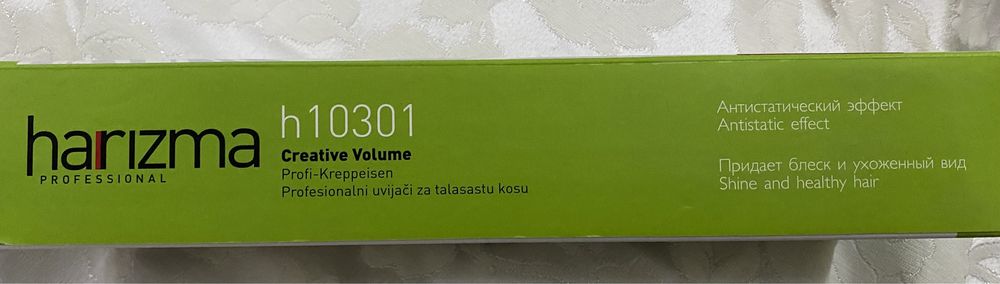 harizma
PROFESSIONAL
h10301
Creative Volume
Profi-Kreppeisen
Profesionalni uvijači za talasastu kosu
Антистатический эффект
Antistatic effect
Придает блеск и ухоженный вид
Shine and healthy hair